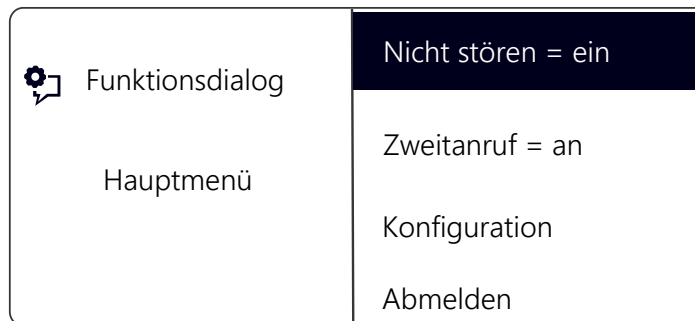 Funktionsdialog
Hauptmenü
Nicht stören = ein
Zweitanruf = an
Konfiguration
Abmelden